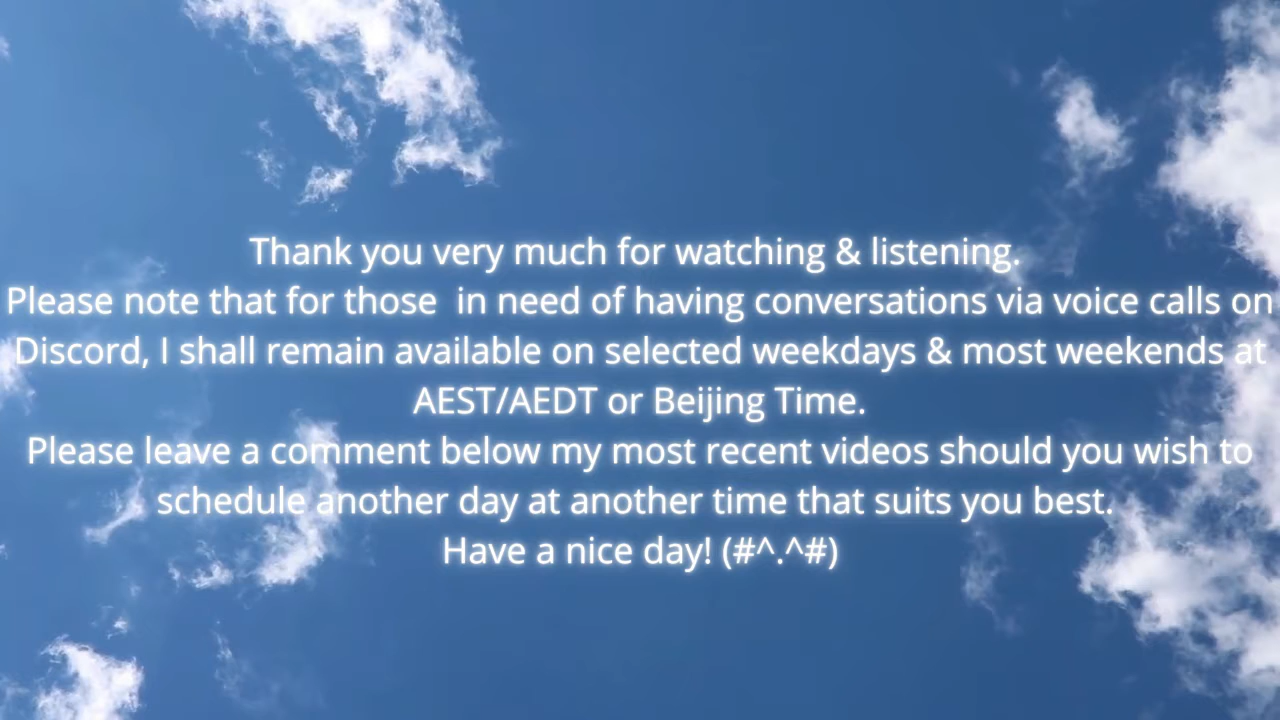 Thank you very much for watching & listening.
Please note that for those  in need of having conversations via voice calls on
Discord, I shall remain available on selected weekdays & most weekends at
AEST/AEDT or Beijing Time.
Please leave a comment below my most recent videos should you wish to
schedule another day at another time that suits you best.
Have a nice day! (#^.^#)